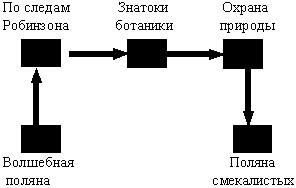 По следам
Робинзона
Знатоки
ботаники
Охрана
природы
Волшебная
поляна
Поляна
смекалистых